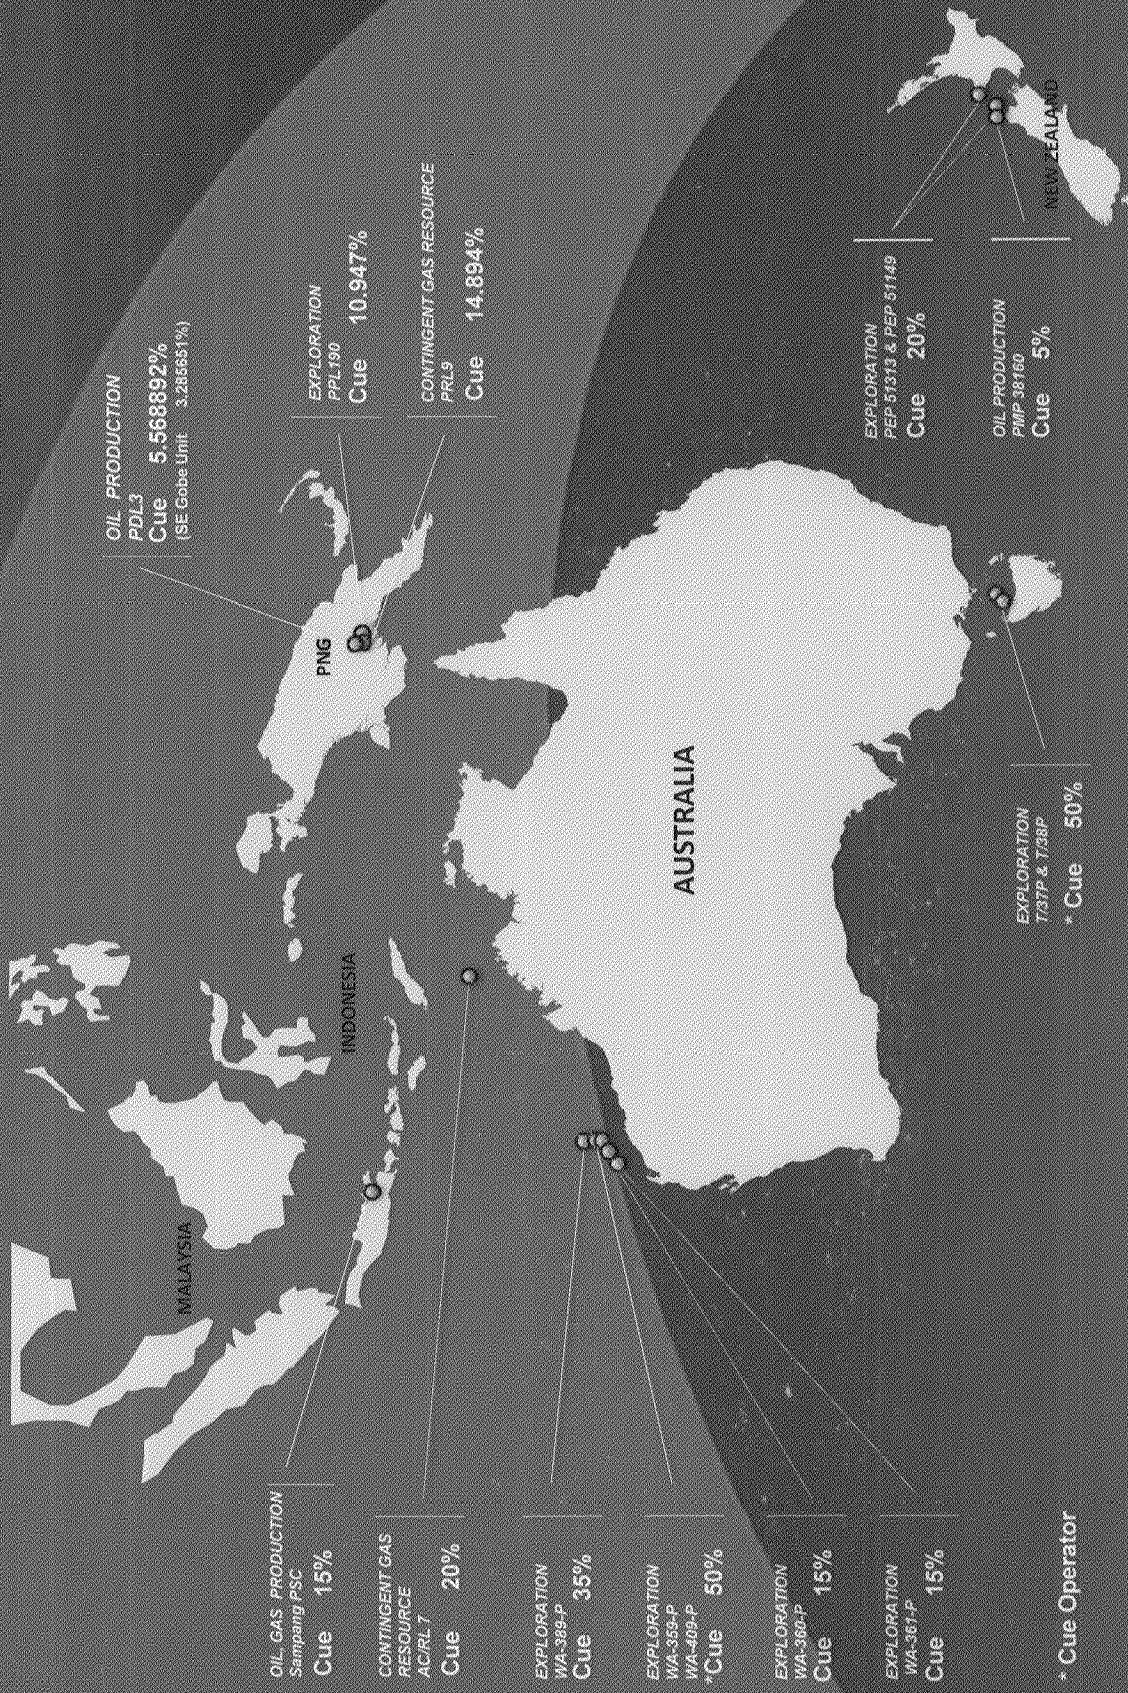 OIL PRODUCTION
PDL3
Cue 5.568892%
(SE Gobe Unit 3.285651%)
EXPLORATION
PPL190
Cue 10.947%
CONTINGENT GAS RESOURCE
PRL9
Cue 14.894%
EXPLORATION
PEP 51313 & PEP 51149
Cue 20%
OIL PRODUCTION
PMP 38160
Cue 5%
NEW ZEALAND
PNG
AUSTRALIA
INDONESIA
MALAYSIA
EXPLORATION
T/37P & T/38P
* Cue 50%
OIL, GAS PRODUCTION
Sampang PSC
Cue 15%
CONTINGENT GAS
RESOURCE
AC/RL7
Cue 20%
EXPLORATION
WA-389-P
Cue 35%
EXPLORATION
WA-359-P
WA-409-P
*Cue 50%
EXPLORATION
WA-360-P
Cue 15%
EXPLORATION
WA-361-P
Cue 15%
* Cue Operator